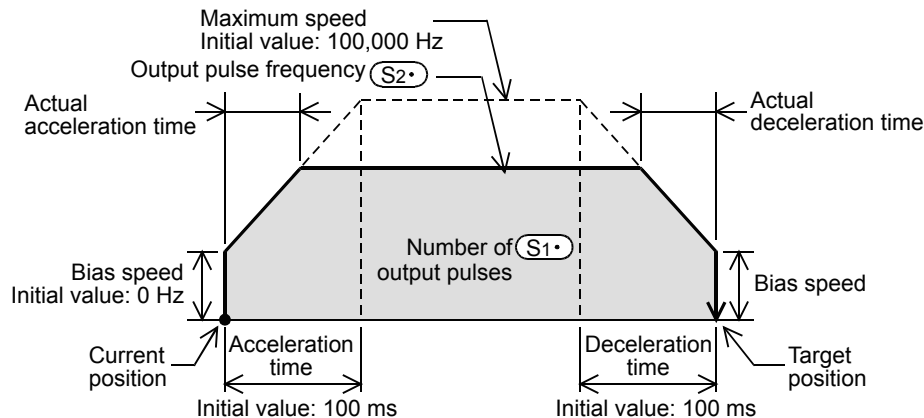 Maximum speed
Initial value: 100,000 Hz
Output pulse frequency S2•
Actual
acceleration time
Actual
deceleration time
Number of S1•
output pulses
Bias speed
Initial value: 0 Hz
Bias speed
Current
position
Acceleration
time
Deceleration
time
Target
position
Initial value: 100 ms
Initial value: 100 ms